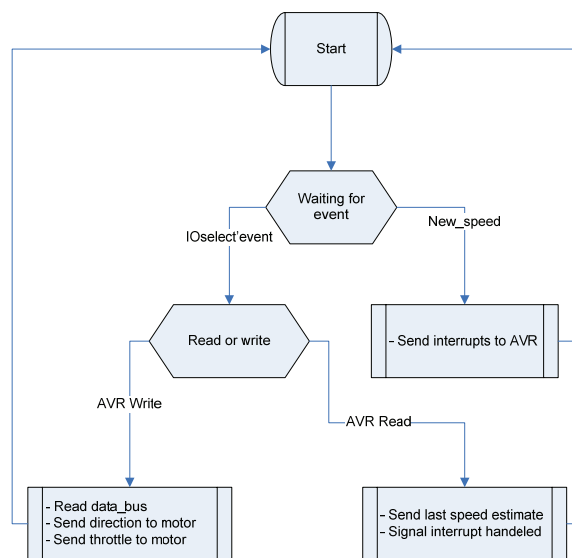 Start
Waiting for
event
IOselect'event
New_speed
Read or write
- Send interrupts to AVR
AVR Write
AVR Read
- Read data_bus
- Send direction to motor
- Send throttle to motor
- Send last speed estimate
- Signal interrupt handeled